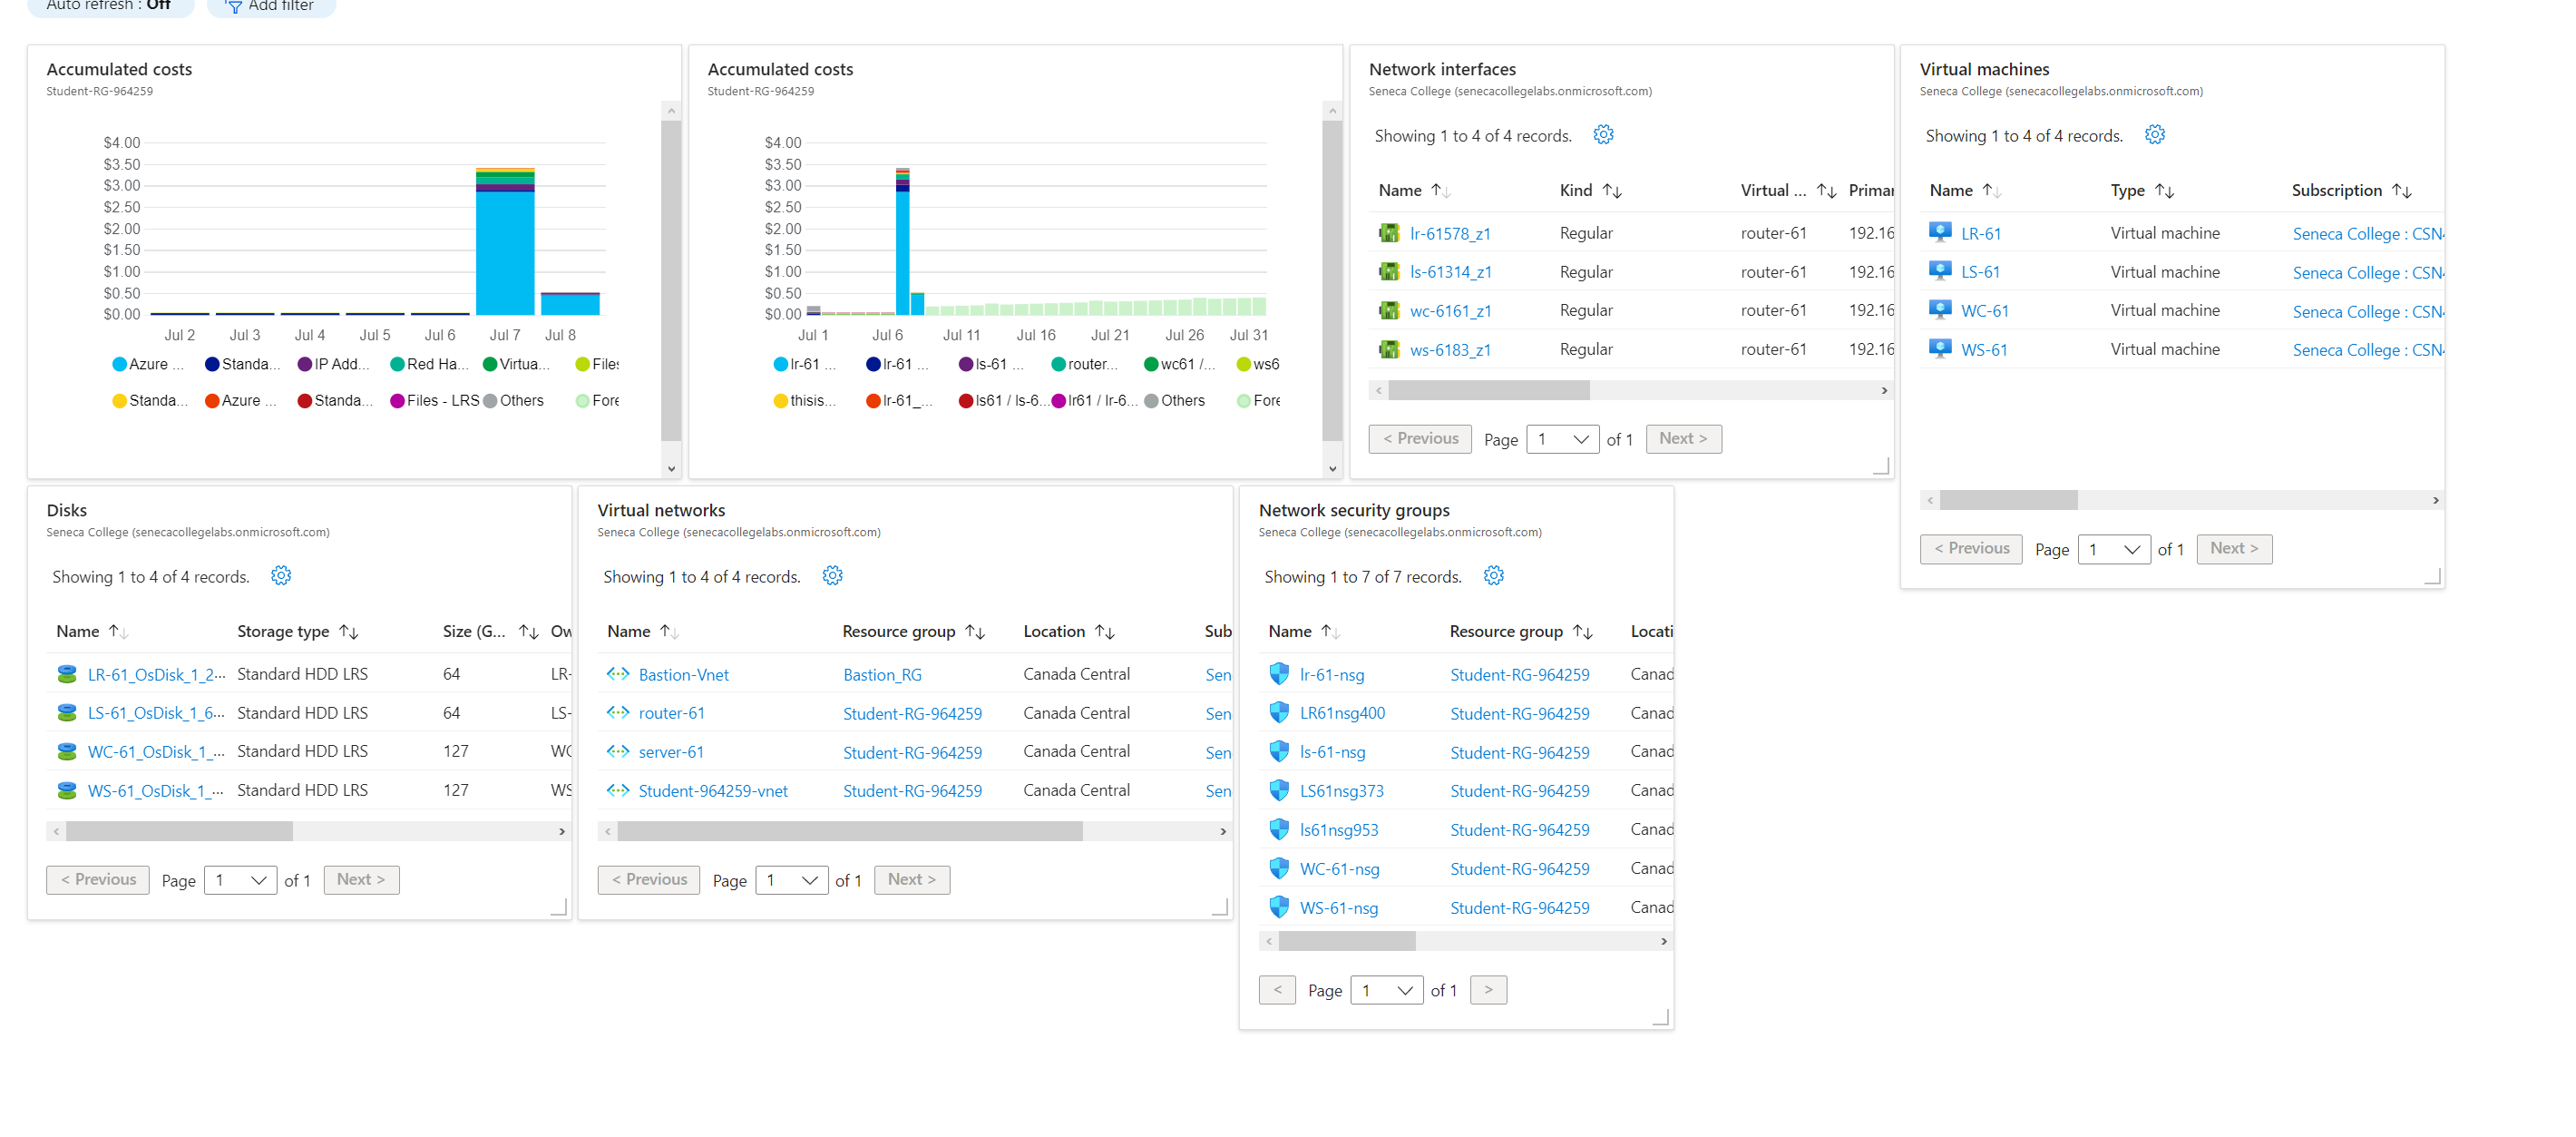 Auto refresh : Off
Add filter
Accumulated costs
Student-RG-964259
$4.00
$3.50
$3.00
$2.50
$2.00
$1.50
$1.00
$0.50
$0.00
Jul 2 Jul 3 Jul 4 Jul 5 Jul 6 Jul 7 Jul 8
Azure ... Standa... IP Add... Red Ha... Virtua... Files
Standa... Azure ... Standa... Files - LRS Others Fore
Accumulated costs
Student-RG-964259
$4.00
$3.50
$3.00
$2.50
$2.00
$1.50
$1.00
$0.50
$0.00
Jul 1 Jul 6 Jul 11 Jul 16 Jul 21 Jul 26 Jul 31
lr-61 ... lr-61 ... ls-61 ... router... wc61 /... ws6
thisis... lr-61_... ls61 / ls-6... lr61 / lr-6... Others Fore
Network interfaces
Seneca College (senecacollegelabs.onmicrosoft.com)
Showing 1 to 4 of 4 records.
Name ↑↓ Kind ↑↓ Virtual ... ↑↓ Primar
lr-61578_z1 Regular router-61 192.16
ls-61314_z1 Regular router-61 192.16
wc-6161_z1 Regular router-61 192.16
ws-6183_z1 Regular router-61 192.16
< Previous Page 1 of 1 Next >
Virtual machines
Seneca College (senecacollegelabs.onmicrosoft.com)
Showing 1 to 4 of 4 records.
Name ↑↓ Type ↑↓ Subscription ↑↓
LR-61 Virtual machine Seneca College : CSN4
LS-61 Virtual machine Seneca College : CSN4
WC-61 Virtual machine Seneca College : CSN4
WS-61 Virtual machine Seneca College : CSN4
< Previous Page 1 of 1 Next >
Disks
Seneca College (senecacollegelabs.onmicrosoft.com)
Showing 1 to 4 of 4 records.
Name ↑↓ Storage type ↑↓ Size (G... ↑↓ Ow
LR-61_OsDisk_1_2... Standard HDD LRS 64 LR-
LS-61_OsDisk_1_6... Standard HDD LRS 64 LS-
WC-61_OsDisk_1_... Standard HDD LRS 127 WC
WS-61_OsDisk_1_... Standard HDD LRS 127 WS
< Previous Page 1 of 1 Next >
Virtual networks
Seneca College (senecacollegelabs.onmicrosoft.com)
Showing 1 to 4 of 4 records.
Name ↑↓ Resource group ↑↓ Location ↑↓ Sub
Bastion-Vnet Bastion_RG Canada Central Sen
router-61 Student-RG-964259 Canada Central Sen
server-61 Student-RG-964259 Canada Central Sen
Student-964259-vnet Student-RG-964259 Canada Central Sen
< Previous Page 1 of 1 Next >
Network security groups
Seneca College (senecacollegelabs.onmicrosoft.com)
Showing 1 to 7 of 7 records.
Name ↑↓ Resource group ↑↓ Locati
lr-61-nsg Student-RG-964259 Canad
LR61nsg400 Student-RG-964259 Canad
ls-61-nsg Student-RG-964259 Canad
LS61nsg373 Student-RG-964259 Canad
ls61nsg953 Student-RG-964259 Canad
WC-61-nsg Student-RG-964259 Canad
WS-61-nsg Student-RG-964259 Canad
< Page 1 of 1 >